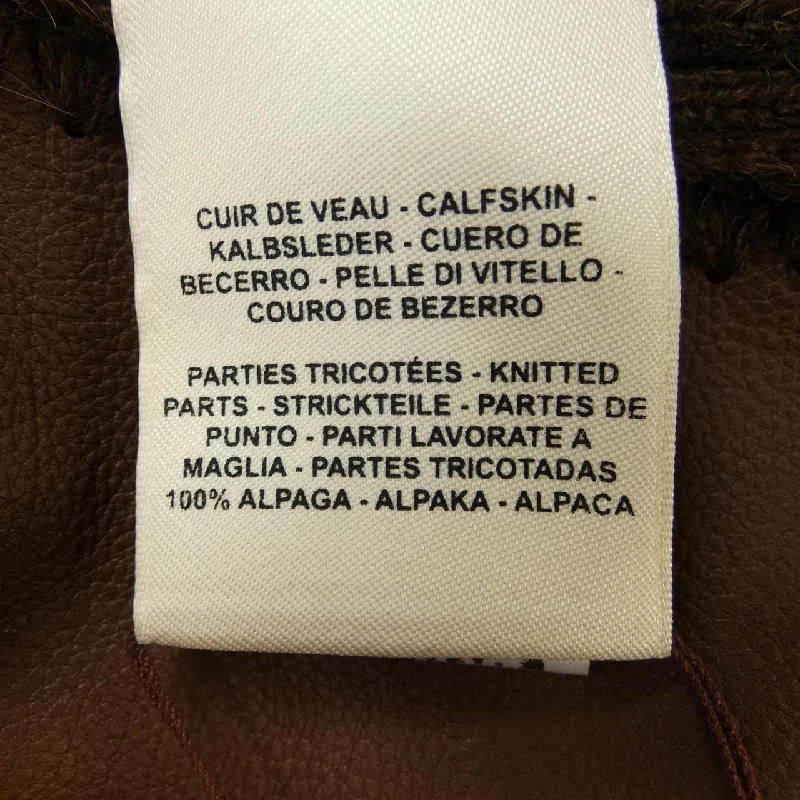 CUIR DE VEAU - CALFSKIN -
KALBSLEDER - CUERO DE
BECERRO - PELLE DI VITELLO -
COURO DE BEZERRO
PARTIES TRICOTÉES - KNITTED
PARTS - STRICKTEILE - PARTES DE
PUNTO - PARTI LAVORATE A
MAGLIA - PARTES TRICOTADAS
100% ALPAGA - ALPAKA - ALPACA